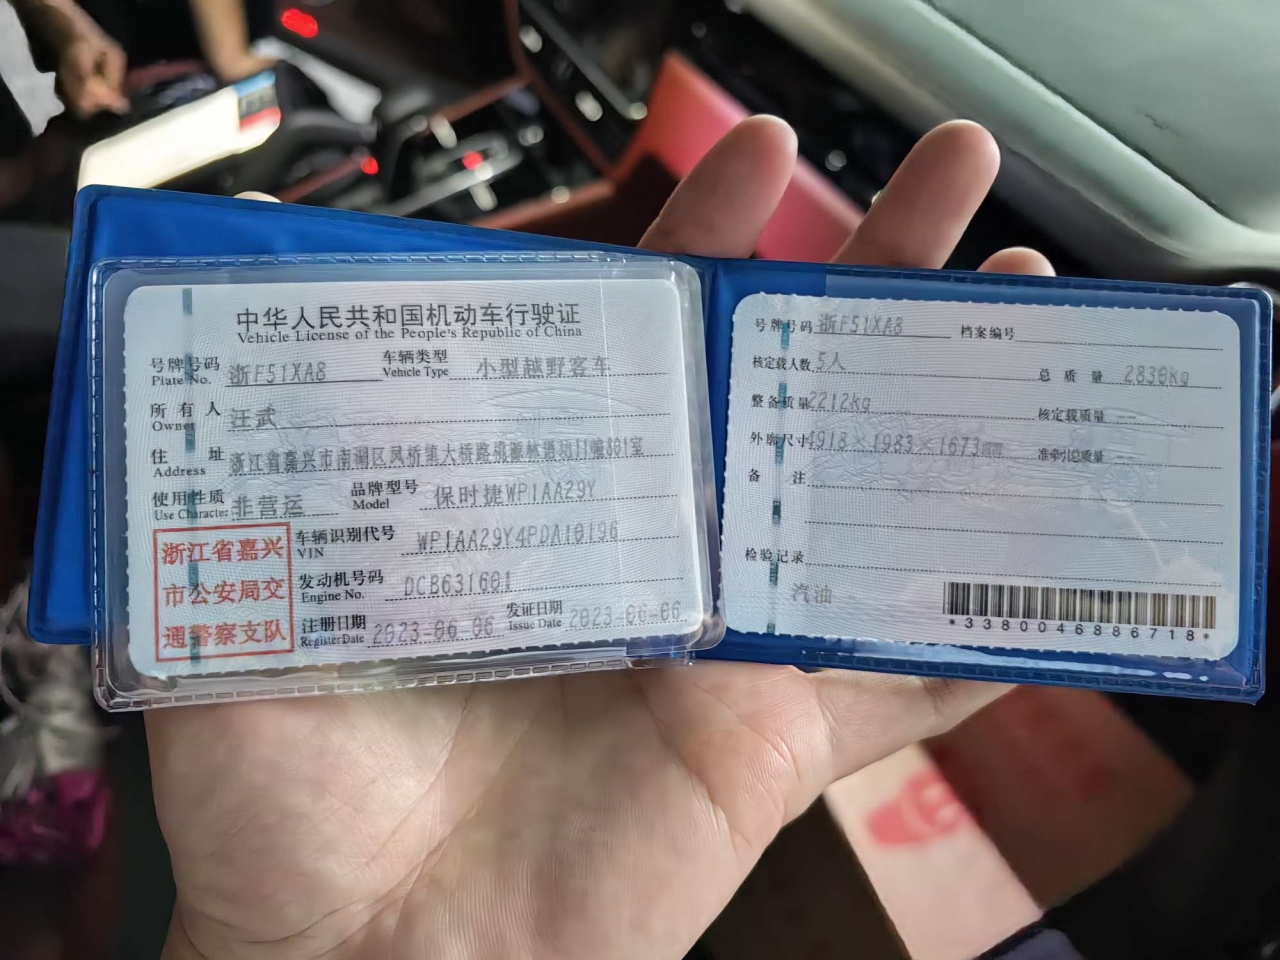 中华人民共和国机动车行驶证
Vehicle License of the People's Republic of China
号牌号码 浙F51XA8 车辆类型 小型越野客车
Plate No. Vehicle Type
所有人 汪武
Owner
住址 浙江省嘉兴市南湖区凤桥镇大桥路
Address
使用性质 非营运 品牌型号 保时捷WP1AA29Y
Use Character Model
浙江省嘉兴
市公安局交
通警察支队
车辆识别代号 WP1AA29Y4PDA10196
VIN
发动机号码 DCB631601
Engine No.
注册日期 2023-06-06 发证日期 2023-06-06
Register Date Issue Date
号牌号码 浙F51XA8 档案编号
核定载人数 5人 总质量 2830kg
整备质量 2212kg 核定载质量 --
外廓尺寸 4918×1983×1673mm 准牵引总质量 --
备注
检验记录
汽油
*3380046886718*